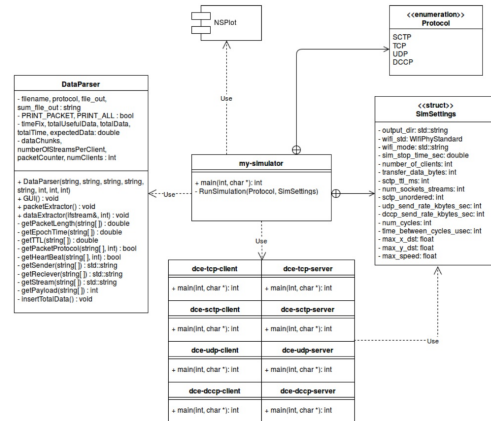 NSPlot
<<enumeration>>
Protocol
SCTP
TCP
UDP
DCCP
Use
DataParser
- filename, protocol, file_out,
sum_file_out : string
- PRINT_PACKET, PRINT_ALL : bool
- timeFix, totalUsefulData, totalData,
totalTime, expectedData: double
- dataChunks,
numberOfStreamsPerClient,
packetCounter, numClients : int
+ DataParser(string, string, string, string,
string, int, int, int)
+ GUI() : void
+ packetExtractor() : void
+ dataExtractor(ifstream&, int) : void
- getPacketLength(string[ ]) : double
- getEpochTime(string[ ]) : double
- getTTL(string[ ]) : double
- getPacketProtocol(string[ ], int) : bool
- getHeartBeat(string[ ], int) : bool
- getSender(string[ ]) : std::string
- getReciever(string[ ]) : std::string
- getStream(string[ ]) : std::string
- getPayload(string[ ]) : int
- insertTotalData() : void
Use
my-simulator
+ main(int, char *): int
- RunSimulation(Protocol, SimSettings)
<<struct>>
SimSettings
- output_dir: std::string
- wifi_std: WifiPhyStandard
- wifi_mode: std::string
- sim_stop_time_sec: double
- number_of_clients: int
- transfer_data_bytes: int
- sctp_ttl_ms: int
- num_sockets_streams: int
- sctp_unordered: int
- udp_send_rate_kbytes_sec: int
- dccp_send_rate_kbytes_sec: int
- num_cycles: int
- time_between_cycles_usec: int
- max_x_dst: float
- max_y_dst: float
- max_speed: float
Use
dce-tcp-client
dce-tcp-server
+ main(int, char *): int
+ main(int, char *): int
dce-sctp-client
dce-sctp-server
+ main(int, char *): int
+ main(int, char *): int
Use
dce-udp-client
dce-udp-server
+ main(int, char *): int
+ main(int, char *): int
dce-dccp-client
dce-dccp-server
+ main(int, char *): int
+ main(int, char *): int